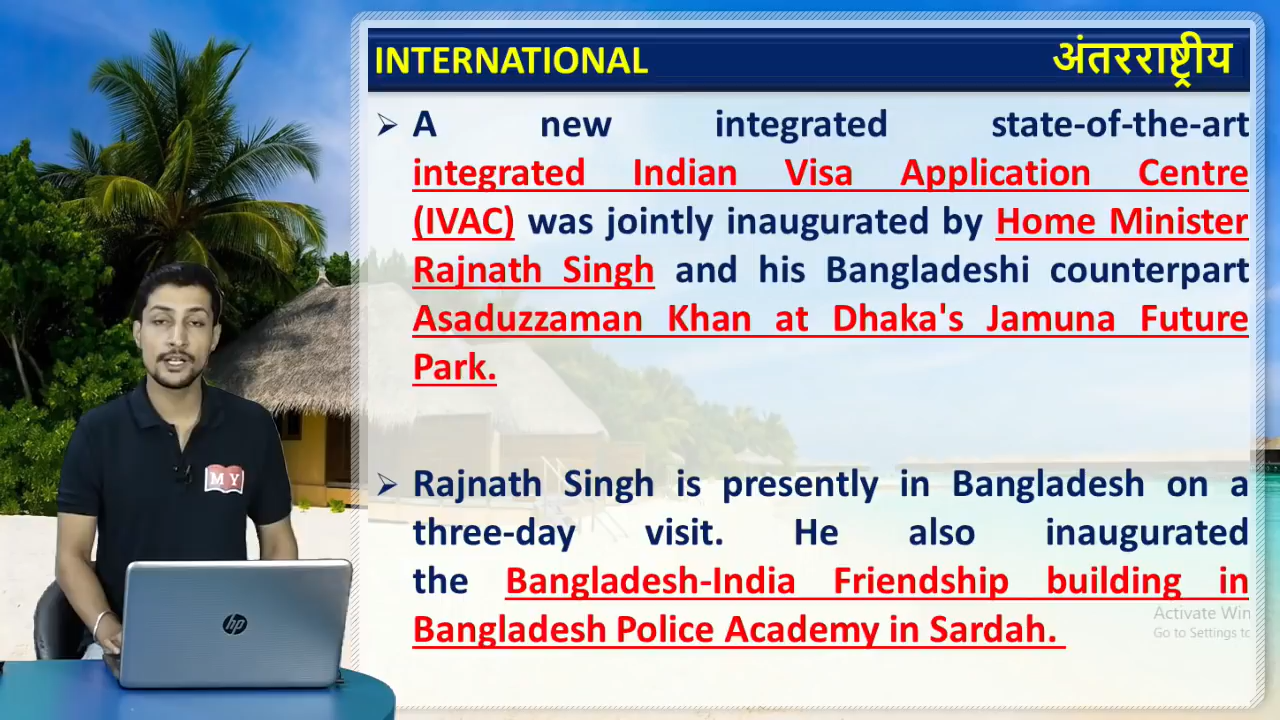 INTERNATIONAL अंतरराष्ट्रीय
➢ A new integrated state-of-the-art
integrated Indian Visa Application Centre
(IVAC) was jointly inaugurated by Home Minister
Rajnath Singh and his Bangladeshi counterpart
Asaduzzaman Khan at Dhaka's Jamuna Future
Park.
➢ Rajnath Singh is presently in Bangladesh on a
three-day visit. He also inaugurated
the Bangladesh-India Friendship building in
Bangladesh Police Academy in Sardah.
MY
hp
Activate Win
Go to Settings to